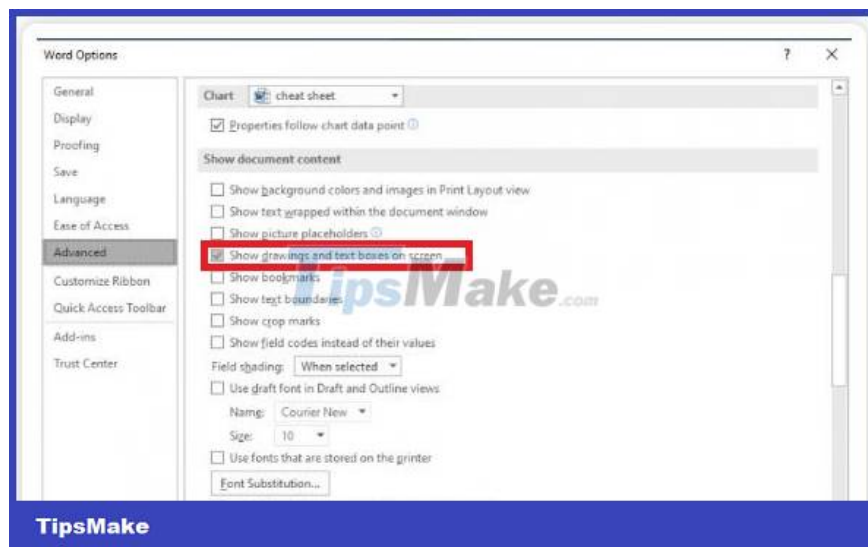 Word Options
?
General
Display
Proofing
Save
Language
Ease of Access
Advanced
Customize Ribbon
Quick Access Toolbar
Add-ins
Trust Center
Chart cheat sheet
Properties follow chart data point
Show document content
Show background colors and images in Print Layout view
Show text wrapped within the document window
Show picture placeholders
Show drawings and text boxes on screen
Show bookmarks
Show text boundaries
Show crop marks
Show field codes instead of their values
Field shading: When selected
Use draft font in Draft and Outline views
Name: Courier New
Size: 10
Use fonts that are stored on the printer
Font Substitution...
TipsMake.com
TipsMake